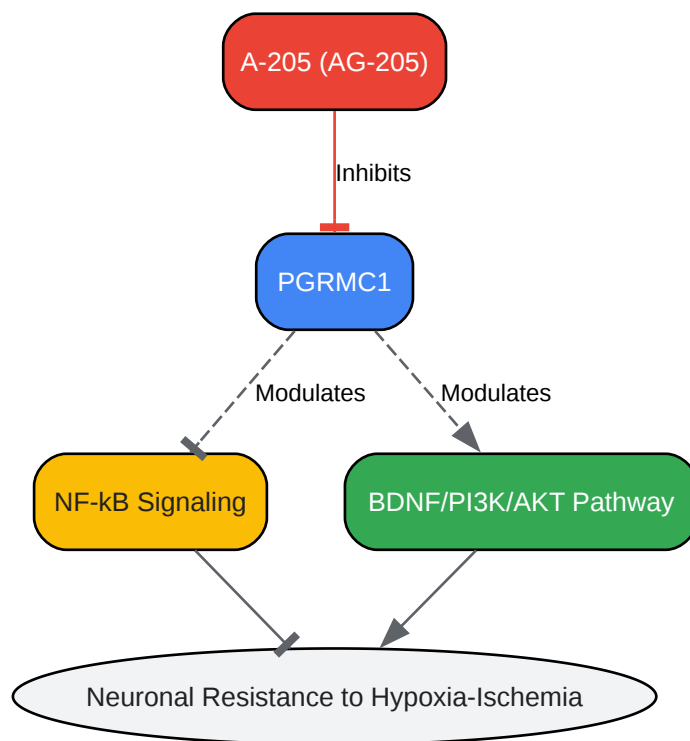 A-205 (AG-205)
Inhibits
PGRMC1
Modulates
Modulates
NF-kB Signaling
BDNF/PI3K/AKT Pathway
Neuronal Resistance to Hypoxia-Ischemia